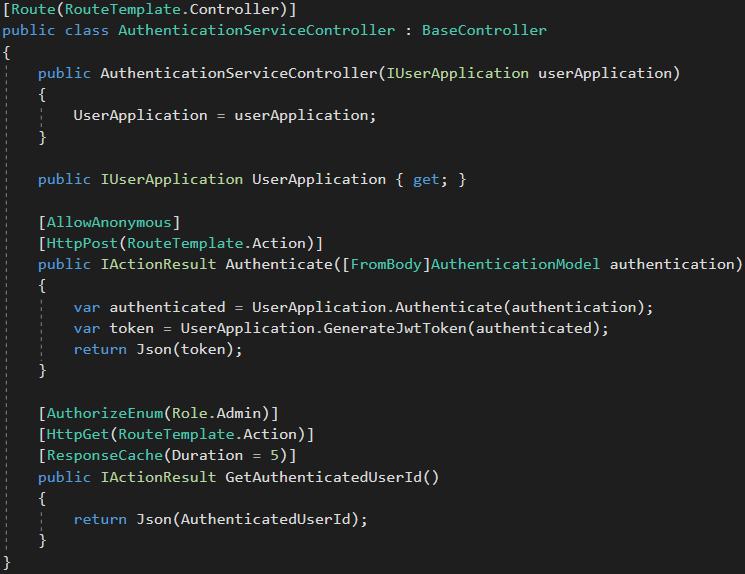 [Route(RouteTemplate.Controller)]
public class AuthenticationServiceController : BaseController
{
    public AuthenticationServiceController(IUserApplication userApplication)
    {
        UserApplication = userApplication;
    }

    public IUserApplication UserApplication { get; }

    [AllowAnonymous]
    [HttpPost(RouteTemplate.Action)]
    public IActionResult Authenticate([FromBody]AuthenticationModel authentication)
    {
        var authenticated = UserApplication.Authenticate(authentication);
        var token = UserApplication.GenerateJwtToken(authenticated);
        return Json(token);
    }

    [AuthorizeEnum(Role.Admin)]
    [HttpGet(RouteTemplate.Action)]
    [ResponseCache(Duration = 5)]
    public IActionResult GetAuthenticatedUserId()
    {
        return Json(AuthenticatedUserId);
    }
}